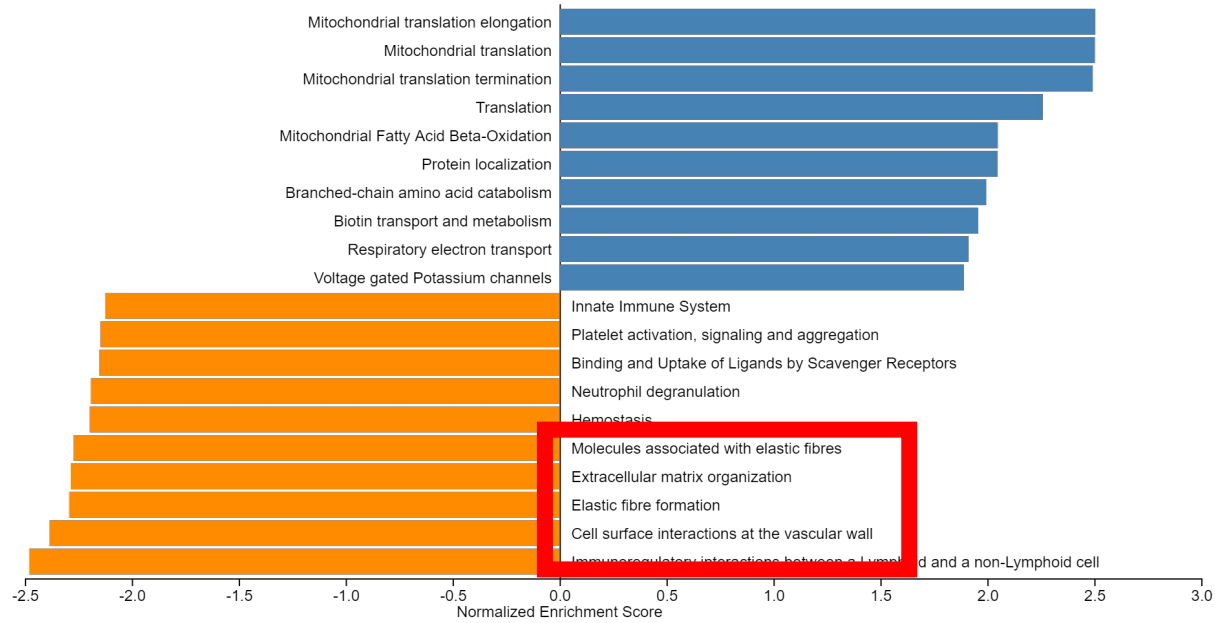 Mitochondrial translation elongation
Mitochondrial translation
Mitochondrial translation termination
Translation
Mitochondrial Fatty Acid Beta-Oxidation
Protein localization
Branched-chain amino acid catabolism
Biotin transport and metabolism
Respiratory electron transport
Voltage gated Potassium channels
Innate Immune System
Platelet activation, signaling and aggregation
Binding and Uptake of Ligands by Scavenger Receptors
Neutrophil degranulation
Hemostasis
Molecules associated with elastic fibres
Extracellular matrix organization
Elastic fibre formation
Cell surface interactions at the vascular wall
Immunoregulatory interactions between a Lymphoid and a non-Lymphoid cell
-2.5 -2.0 -1.5 -1.0 -0.5 0.0 0.5 1.0 1.5 2.0 2.5 3.0
Normalized Enrichment Score